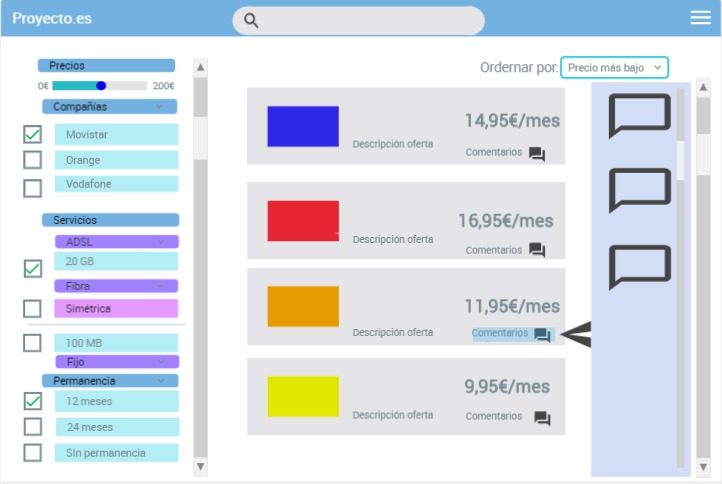 Proyecto.es
Precios
0€ 200€
Compañías
Movistar
Orange
Vodafone
Servicios
ADSL
20 GB
Fibra
Simétrica
100 MB
Fijo
Permanencia
12 meses
24 meses
SIn permanencia
Ordernar por: Precio más bajo
14,95€/mes
Descripción oferta
Comentarios
16,95€/mes
Descripción oferta
Comentarios
11,95€/mes
Descripción oferta
Comentarios
9,95€/mes
Descripción oferta
Comentarios